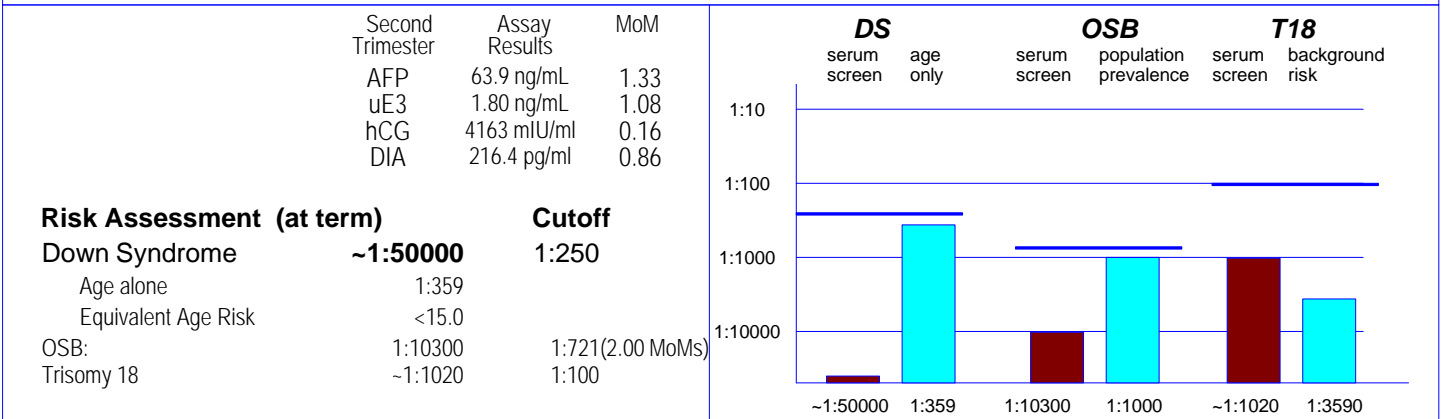 Second Assay MoM
Trimester Results
AFP 63.9 ng/mL 1.33
uE3 1.80 ng/mL 1.08
hCG 4163 mIU/ml 0.16
DIA 216.4 pg/ml 0.86
Risk Assessment (at term) Cutoff
Down Syndrome ~1:50000 1:250
Age alone 1:359
Equivalent Age Risk <15.0
OSB: 1:10300 1:721(2.00 MoMs)
Trisomy 18 ~1:1020 1:100
DS OSB T18
serum age serum population serum background
screen only screen prevalence screen risk
1:10
1:100
1:1000
1:10000
~1:50000 1:359 1:10300 1:1000 ~1:1020 1:3590